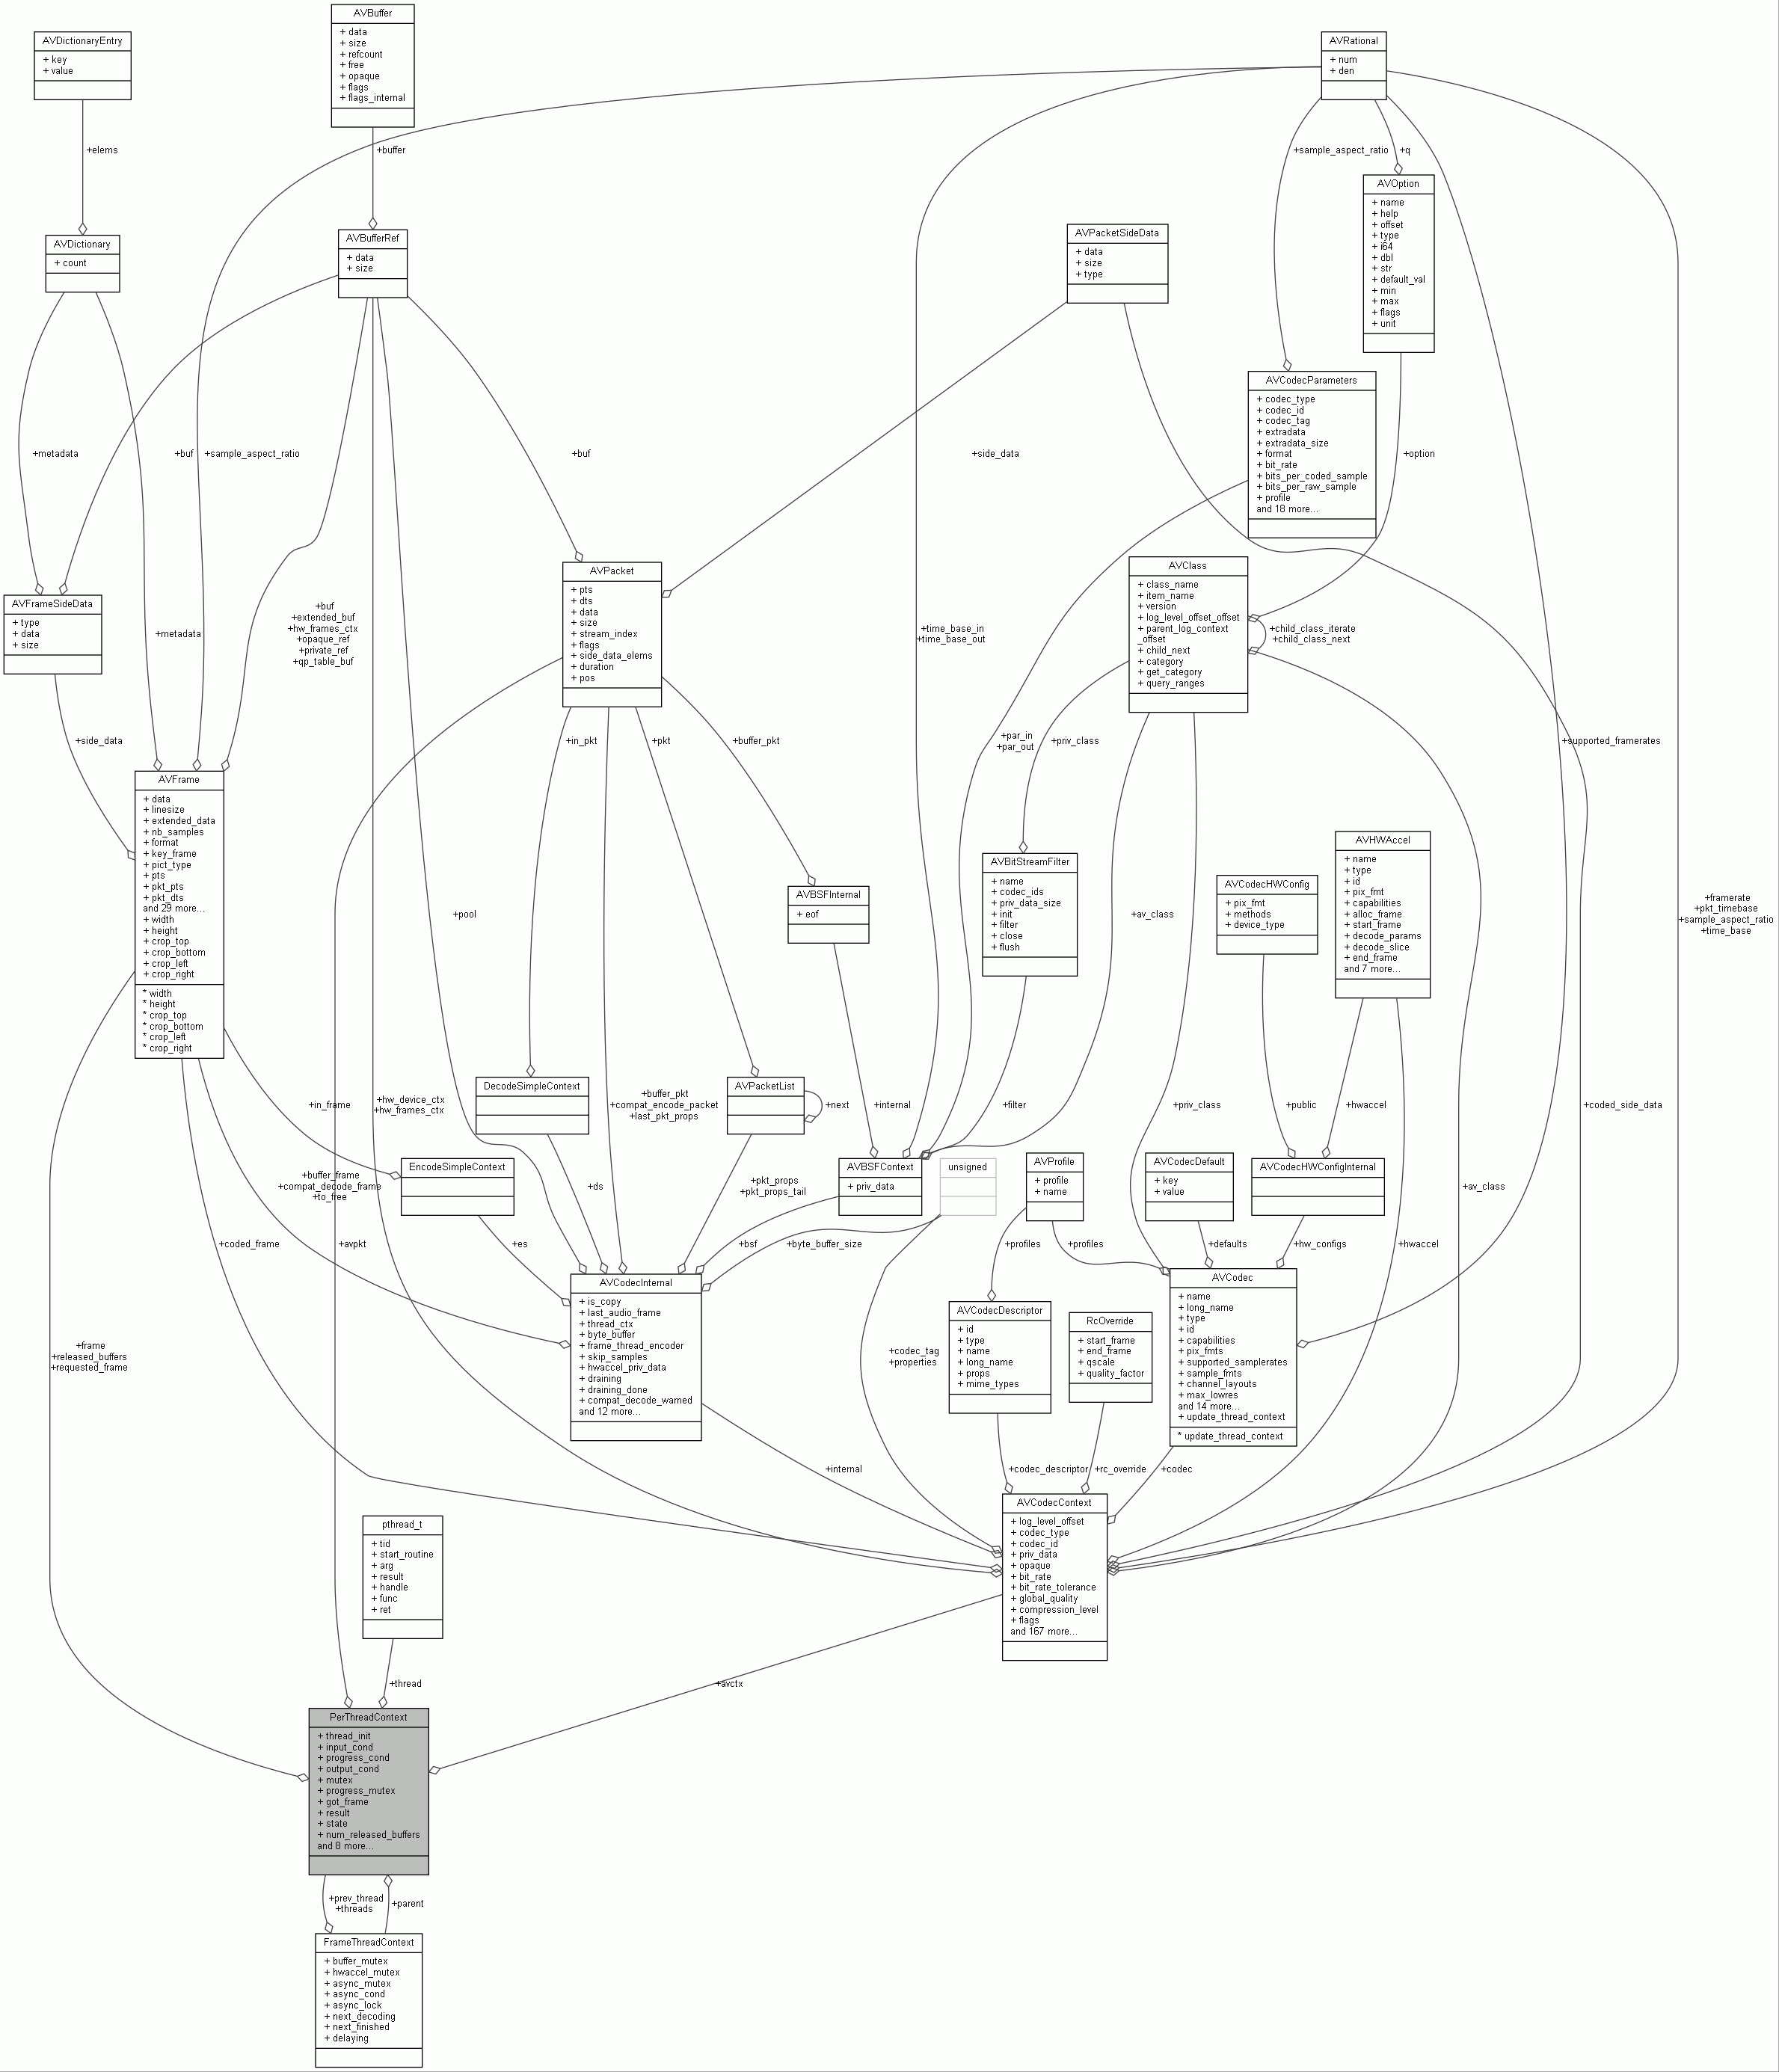 AVBuffer
+ data
+ size
+ refcount
+ free
+ opaque
+ flags
+ flags_internal
AVDictionaryEntry
+ key
+ value
AVRational
+ num
+ den
+elems
+buffer
+sample_aspect_ratio
+q
AVOption
+ name
+ help
+ offset
+ type
+ i64
+ dbl
+ str
+ default_val
+ min
+ max
+ flags
+ unit
AVDictionary
+ count
AVBufferRef
+ data
+ size
AVPacketSideData
+ data
+ size
+ type
AVCodecParameters
+ codec_type
+ codec_id
+ codec_tag
+ extradata
+ extradata_size
+ format
+ bit_rate
+ bits_per_coded_sample
+ bits_per_raw_sample
+ profile
and 18 more...
+metadata
+buf
+sample_aspect_ratio
+buf
+side_data
+option
AVPacket
+ pts
+ dts
+ data
+ size
+ stream_index
+ flags
+ side_data_elems
+ duration
+ pos
AVClass
+ class_name
+ item_name
+ version
+ log_level_offset_offset
+ parent_log_context
_offset
+ child_next
+ category
+ get_category
+ query_ranges
+child_class_iterate
+child_class_next
AVFrameSideData
+ type
+ data
+ size
+metadata
+buf
+extended_buf
+hw_frames_ctx
+opaque_ref
+private_ref
+qp_table_buf
+time_base_in
+time_base_out
+side_data
+in_pkt
+pkt
+buffer_pkt
+par_in
+par_out
+priv_class
+supported_framerates
AVFrame
+ data
+ linesize
+ extended_data
+ nb_samples
+ format
+ key_frame
+ pict_type
+ pts
+ pkt_pts
+ pkt_dts
and 29 more...
+ width
+ height
+ crop_top
+ crop_bottom
+ crop_left
+ crop_right
* width
* height
* crop_top
* crop_bottom
* crop_left
* crop_right
+pool
AVBSFInternal
+ eof
AVBitStreamFilter
+ name
+ codec_ids
+ priv_data_size
+ init
+ filter
+ close
+ flush
+av_class
AVCodecHWConfig
+ pix_fmt
+ methods
+ device_type
AVHWAccel
+ name
+ type
+ id
+ pix_fmt
+ capabilities
+ alloc_frame
+ start_frame
+ decode_params
+ decode_slice
+ end_frame
and 7 more...
+framerate
+pkt_timebase
+sample_aspect_ratio
+time_base
+in_frame
+hw_device_ctx
+hw_frames_ctx
DecodeSimpleContext
+buffer_pkt
+compat_encode_packet
+last_pkt_props
AVPacketList
+next
+internal
+filter
+priv_class
+public
+hwaccel
+coded_side_data
+buffer_frame
+compat_decode_frame
+to_free
EncodeSimpleContext
+ds
+pkt_props
+pkt_props_tail
AVBSFContext
+ priv_data
unsigned
AVProfile
+ profile
+ name
AVCodecDefault
+ key
+ value
AVCodecHWConfigInternal
+av_class
+coded_frame
+avpkt
+es
+bsf
+byte_buffer_size
+profiles
+profiles
+defaults
+hw_configs
+hwaccel
AVCodecInternal
+ is_copy
+ last_audio_frame
+ thread_ctx
+ byte_buffer
+ frame_thread_encoder
+ skip_samples
+ hwaccel_priv_data
+ draining
+ draining_done
+ compat_decode_warned
and 12 more...
+codec_tag
+properties
AVCodecDescriptor
+ id
+ type
+ name
+ long_name
+ props
+ mime_types
RcOverride
+ start_frame
+ end_frame
+ qscale
+ quality_factor
AVCodec
+ name
+ long_name
+ type
+ id
+ capabilities
+ pix_fmts
+ supported_samplerates
+ sample_fmts
+ channel_layouts
+ max_lowres
and 14 more...
+ update_thread_context
* update_thread_context
+frame
+released_buffers
+requested_frame
+internal
+codec_descriptor
+rc_override
+codec
AVCodecContext
+ log_level_offset
+ codec_type
+ codec_id
+ priv_data
+ opaque
+ bit_rate
+ bit_rate_tolerance
+ global_quality
+ compression_level
+ flags
and 167 more...
pthread_t
+ tid
+ start_routine
+ arg
+ result
+ handle
+ func
+ ret
+thread
+avctx
PerThreadContext
+ thread_init
+ input_cond
+ progress_cond
+ output_cond
+ mutex
+ progress_mutex
+ got_frame
+ result
+ state
+ num_released_buffers
and 8 more...
+prev_thread
+threads
+parent
FrameThreadContext
+ buffer_mutex
+ hwaccel_mutex
+ async_mutex
+ async_cond
+ async_lock
+ next_decoding
+ next_finished
+ delaying